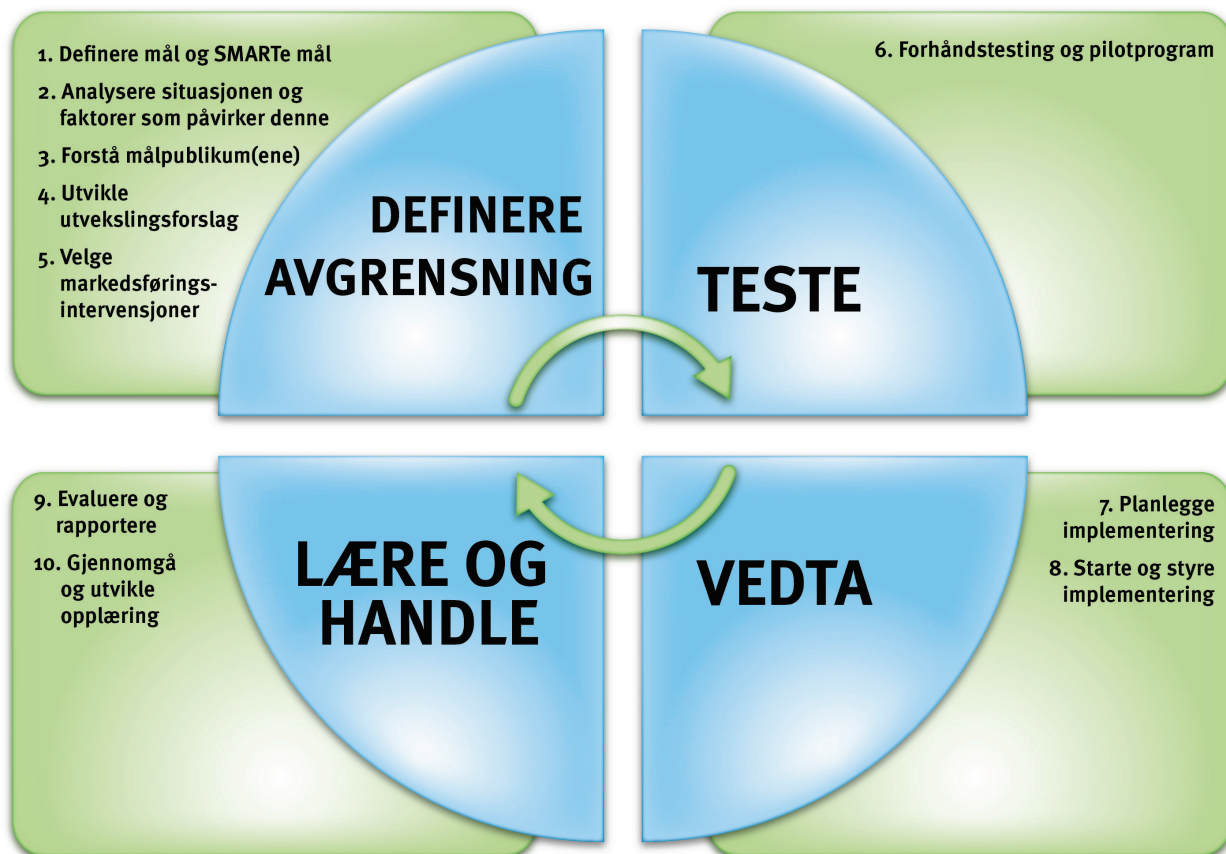 1. Definere mål og SMARTe mål
2. Analysere situasjonen og
faktorer som påvirker denne
3. Forstå målpublikum(ene)
4. Utvikle
utvekslingsforslag
5. Velge
markedsførings-
intervensjoner
DEFINERE
AVGRENSNING
6. Forhåndstesting og pilotprogram
TESTE
7. Planlegge
implementering
8. Starte og styre
implementering
VEDTA
9. Evaluere og
rapportere
10. Gjennomgå
og utvikle
opplæring
LÆRE OG
HANDLE